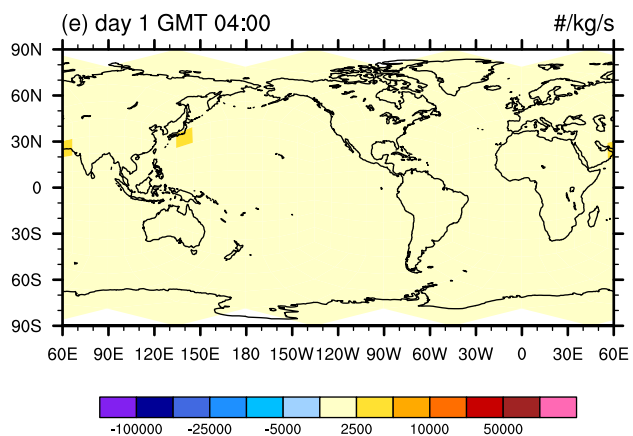 (e) day 1 GMT 04:00 #/kg/s
90N
60N
30N
0
30S
60S
90S
60E 90E 120E 150E 180 150W 120W 90W 60W 30W 0 30E 60E
-100000 -25000 -5000 2500 10000 50000